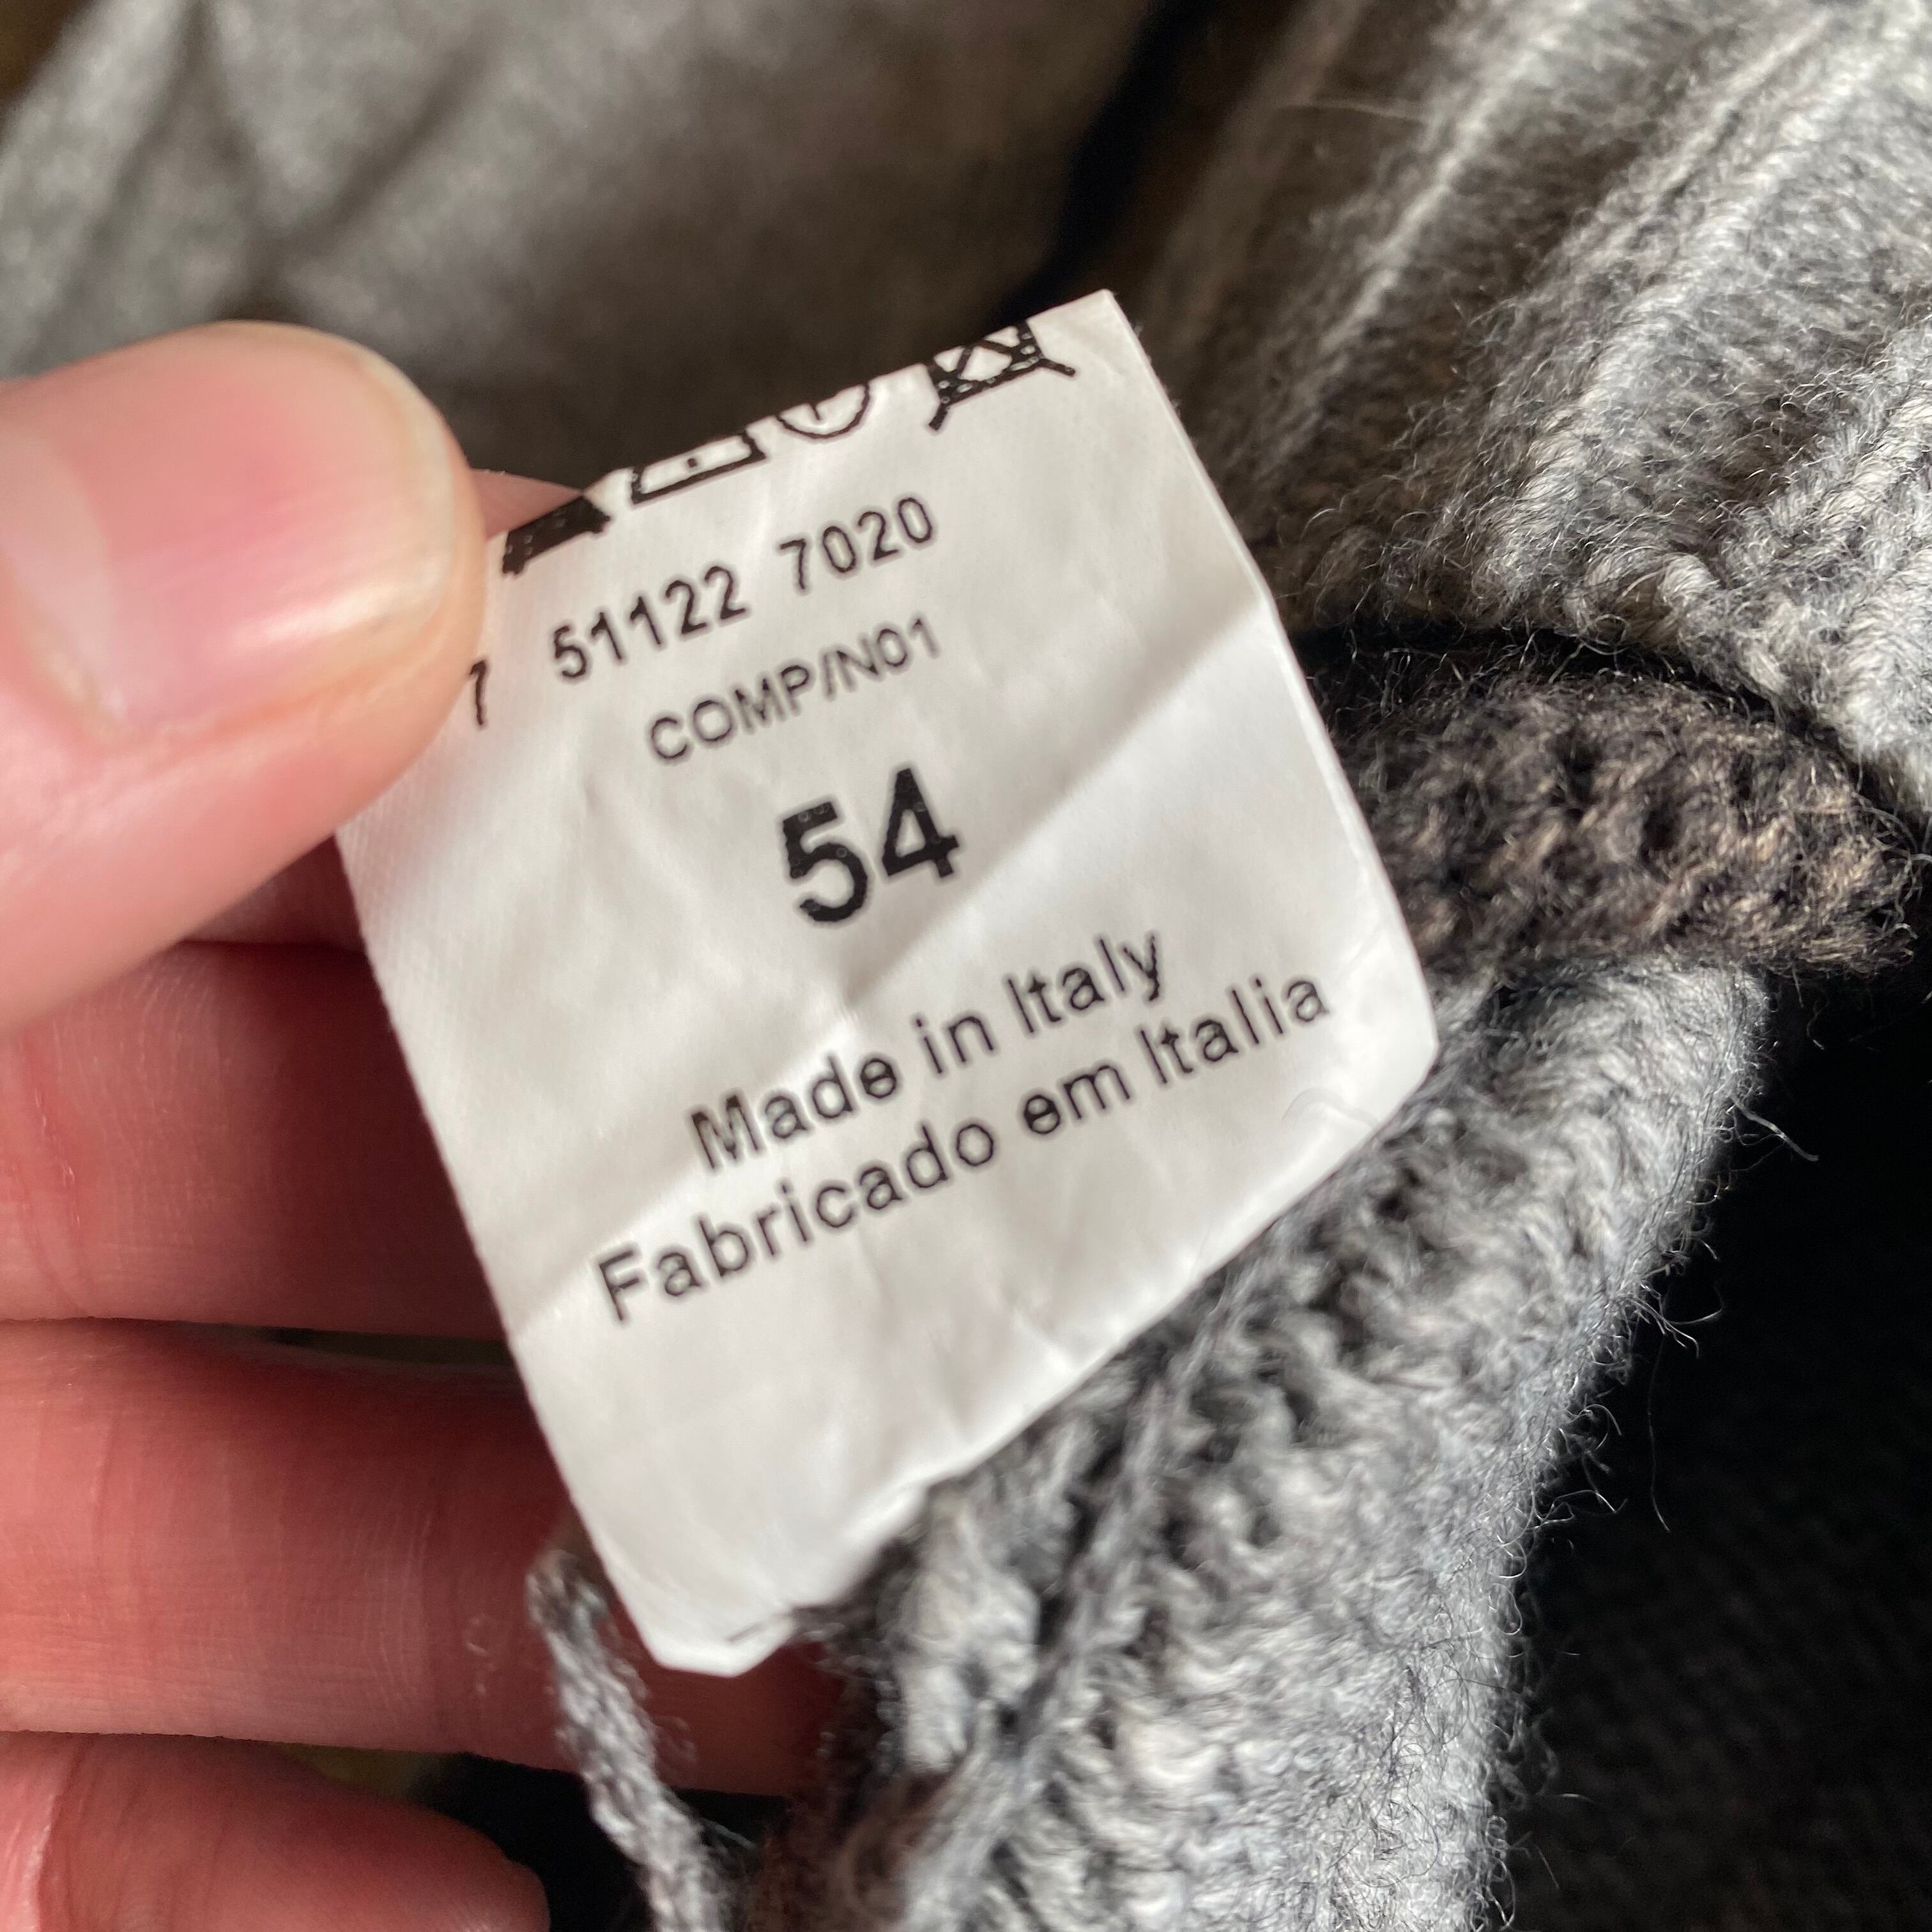 7 51122 7020
COMP/N01
54
Made in Italy
Fabricado em Italia